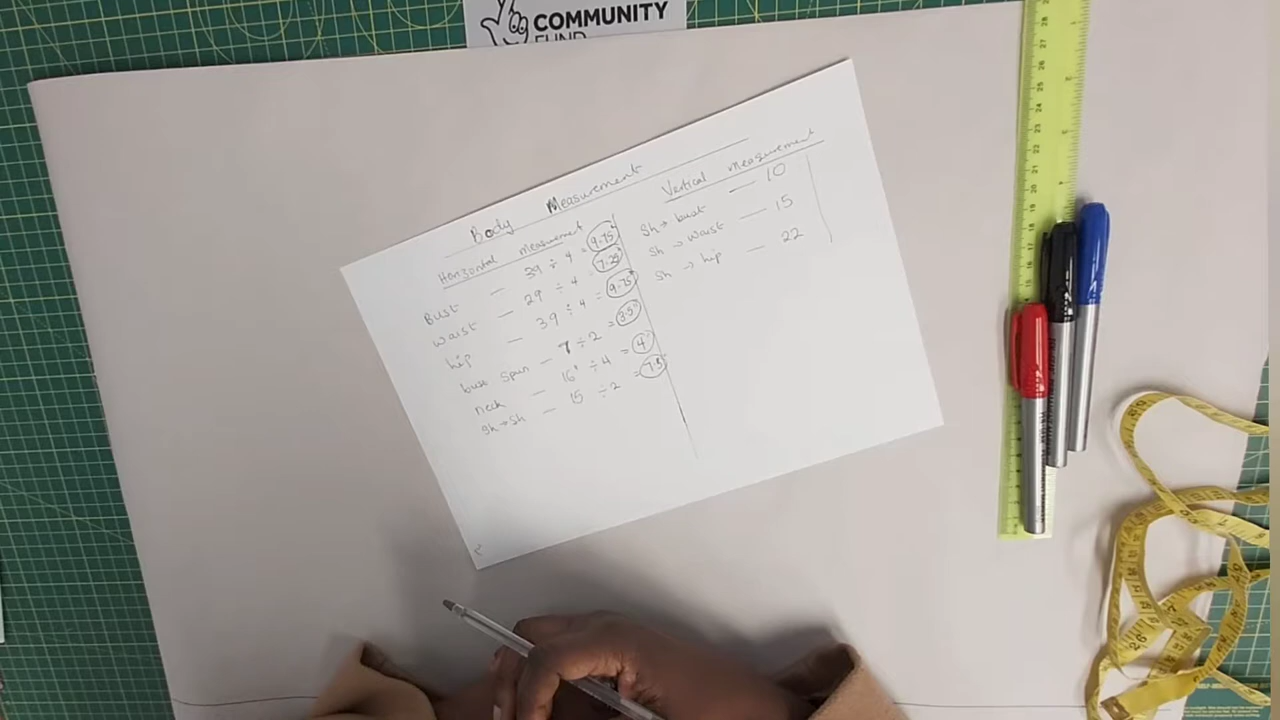 COMMUNITY
FUND
Body Measurement
Horizontal Measurement
Bust — 39 ÷ 4 = 9.75"
Waist — 29 ÷ 4 = 7.25"
hip — 39 ÷ 4 = 9.75"
bust Span — 7 ÷ 2 = 3.5"
neck — 16" ÷ 4 = 4"
Sh → Sh — 15 ÷ 2 = 7.5"
Vertical Measurement
Sh → bust — 10
Sh → waist — 15
Sh → hip — 22